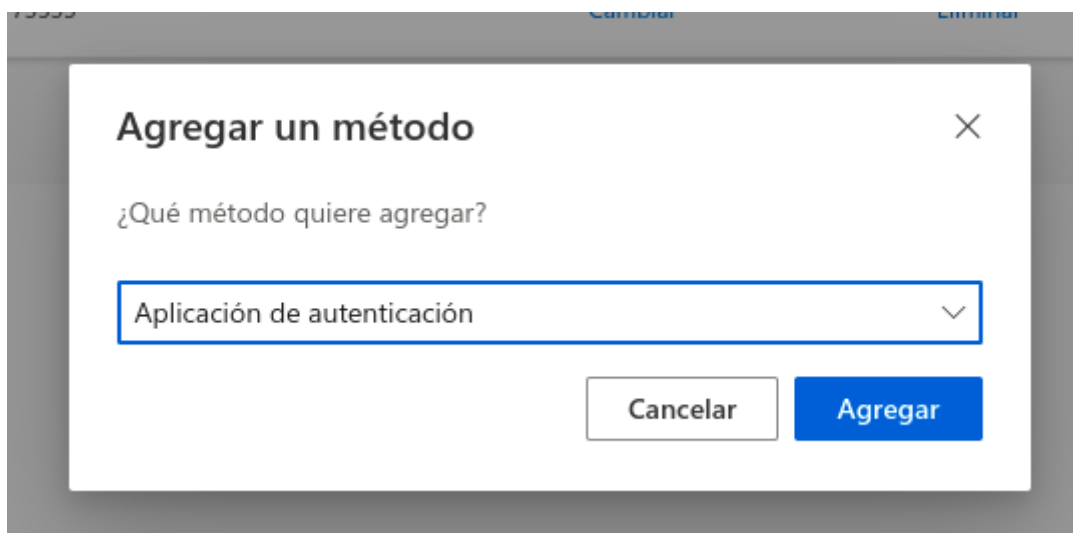 Cambiar
Eliminar
Agregar un método
¿Qué método quiere agregar?
Aplicación de autenticación
Cancelar
Agregar